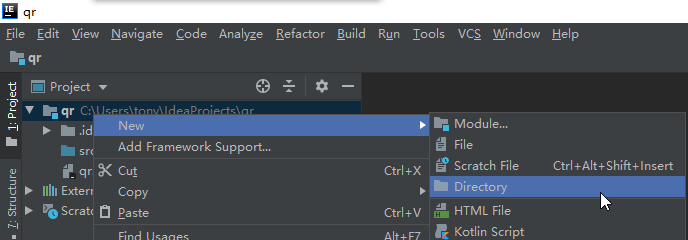 qr
File Edit View Navigate Code Analyze Refactor Build Run Tools VCS Window Help
qr
1: Project
Project
qr C:\Users\tony\IdeaProjects\qr
New
Module...
.id
Add Framework Support...
File
src
Cut Ctrl+X
Scratch File Ctrl+Alt+Shift+Insert
qr
Copy
Directory
Extern
Paste Ctrl+V
HTML File
Scratc
7: Structure
Find Usages Alt+F7
Kotlin Script